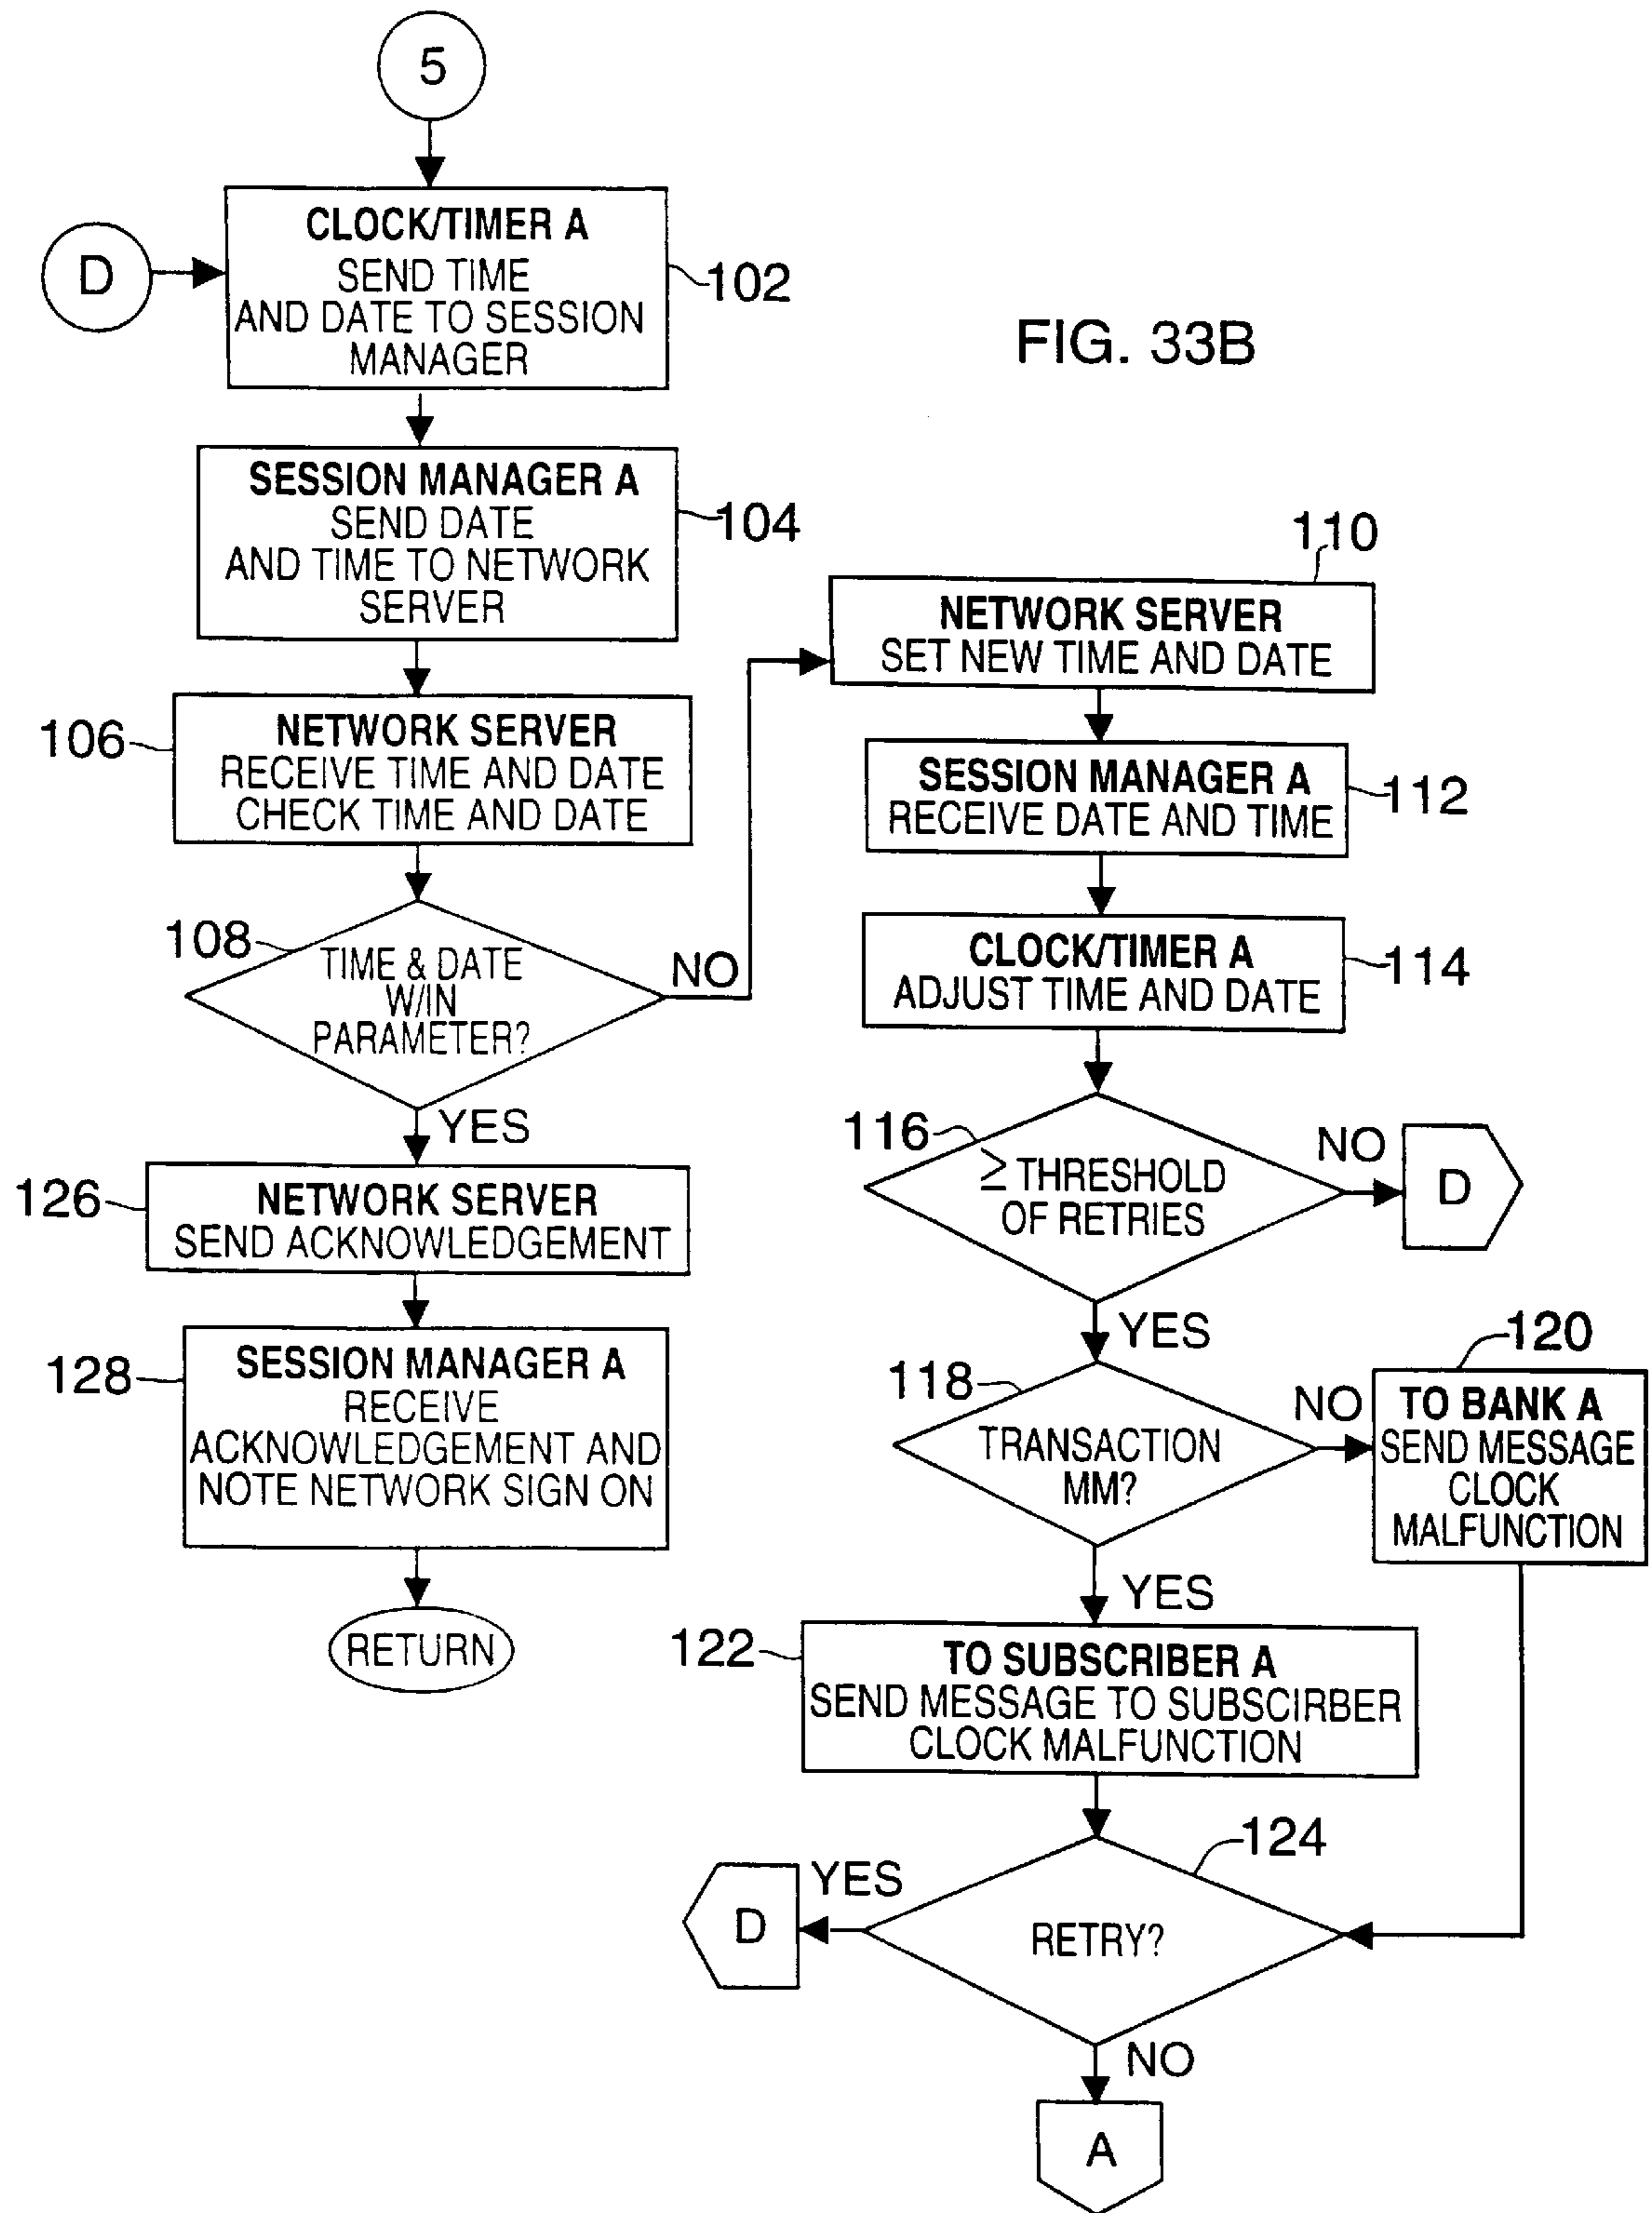 5
D
CLOCK/TIMER A
SEND TIME
AND DATE TO SESSION
MANAGER
102
FIG. 33B
SESSION MANAGER A
SEND DATE
AND TIME TO NETWORK
SERVER
104
106
NETWORK SERVER
RECEIVE TIME AND DATE
CHECK TIME AND DATE
108
TIME & DATE
W/IN
PARAMETER?
NO
YES
126
NETWORK SERVER
SEND ACKNOWLEDGEMENT
128
SESSION MANAGER A
RECEIVE
ACKNOWLEDGEMENT AND
NOTE NETWORK SIGN ON
RETURN
110
NETWORK SERVER
SET NEW TIME AND DATE
SESSION MANAGER A
RECEIVE DATE AND TIME
112
CLOCK/TIMER A
ADJUST TIME AND DATE
114
116
≥ THRESHOLD
OF RETRIES
NO
D
YES
118
TRANSACTION
MM?
NO
120
TO BANK A
SEND MESSAGE
CLOCK
MALFUNCTION
YES
122
TO SUBSCRIBER A
SEND MESSAGE TO SUBSCIRBER
CLOCK MALFUNCTION
124
RETRY?
YES
D
NO
A